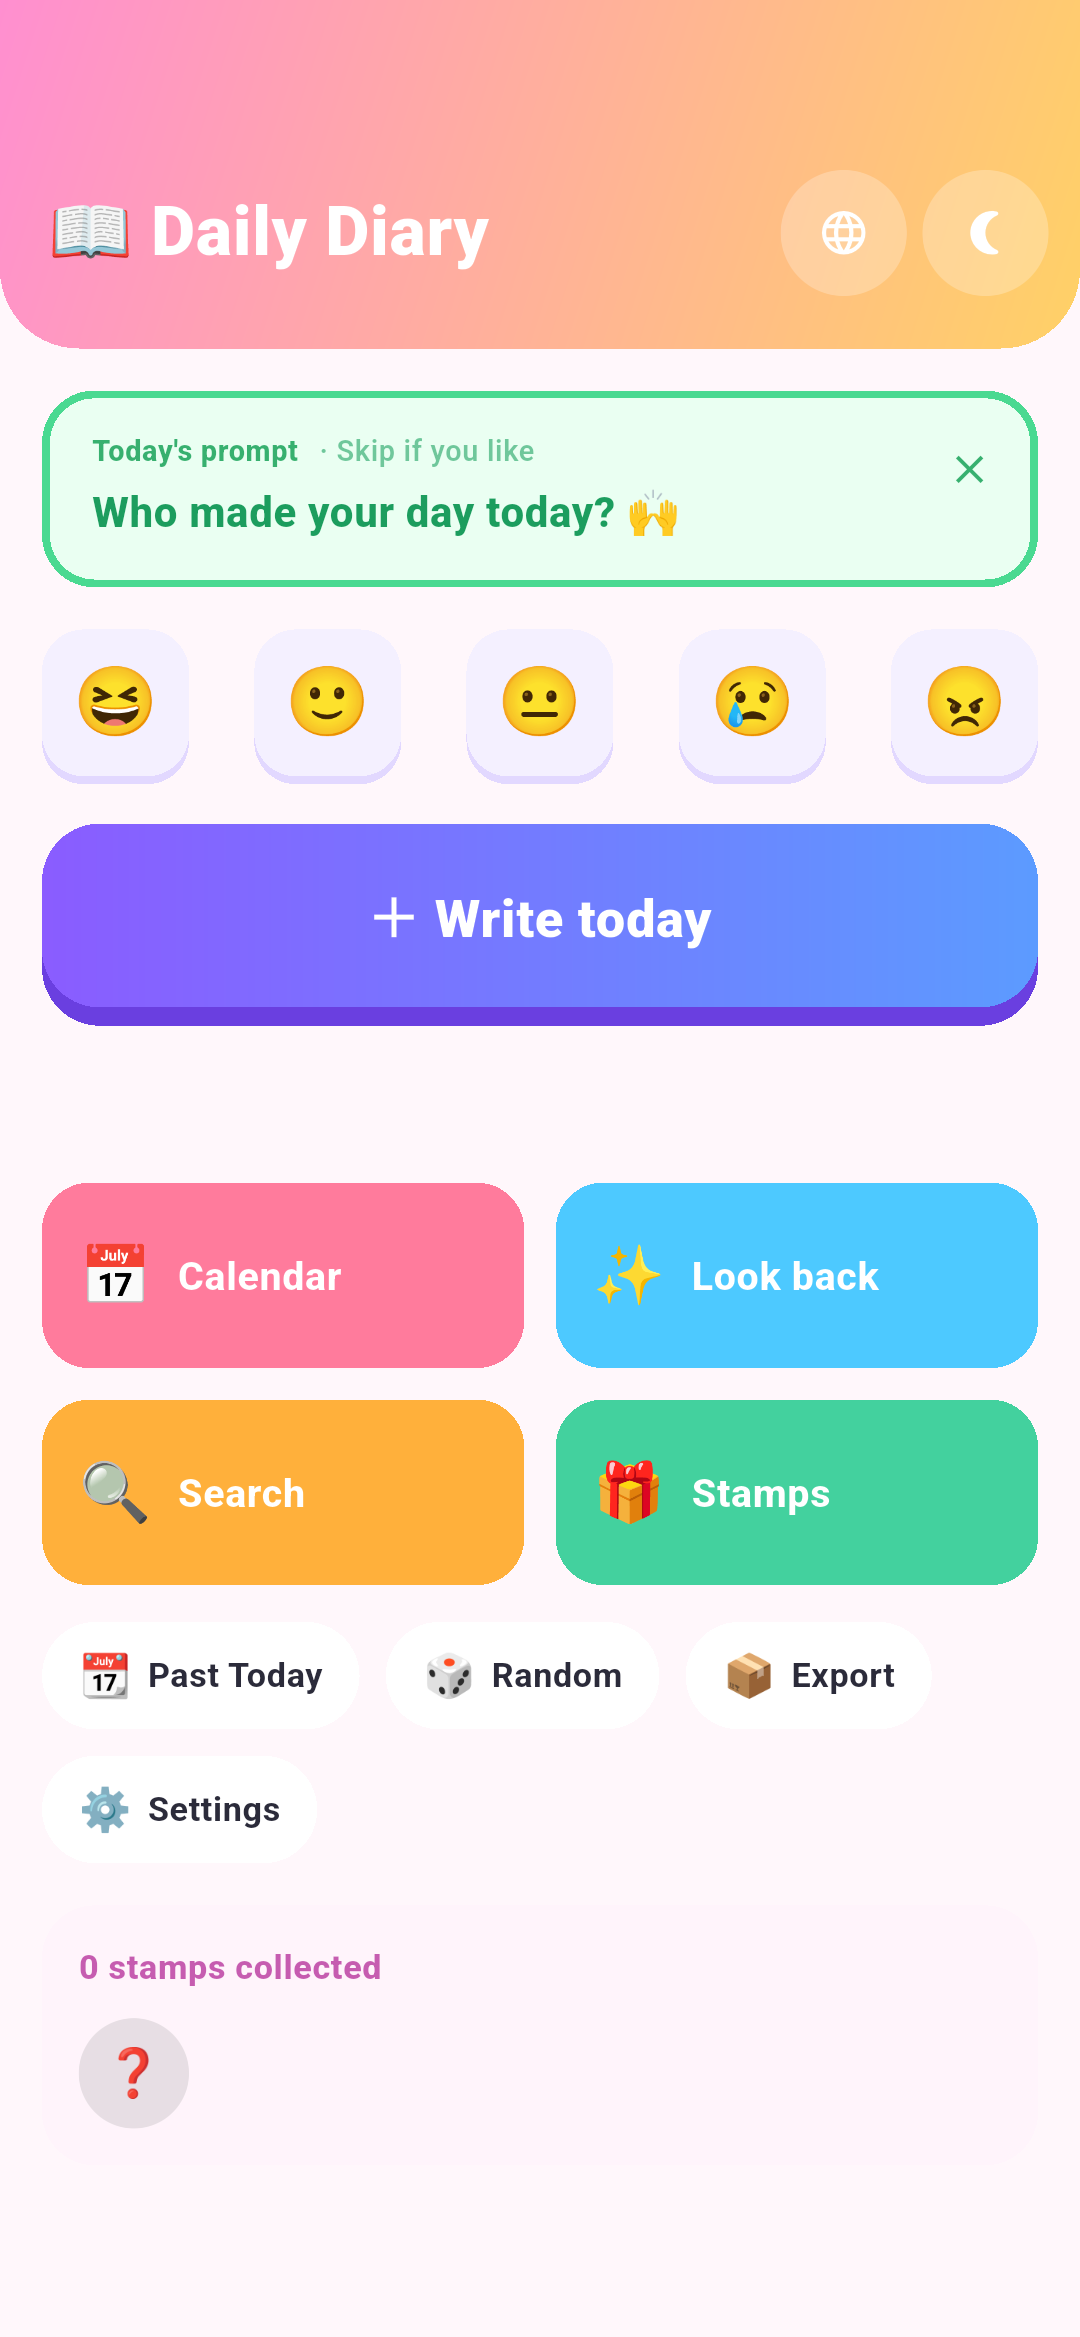 Daily Diary
Today's prompt · Skip if you like
Who made your day today? 🙌
Write today
July 17 Calendar
Look back
Search
Stamps
July 17 Past Today
Random
Export
Settings
0 stamps collected
❓